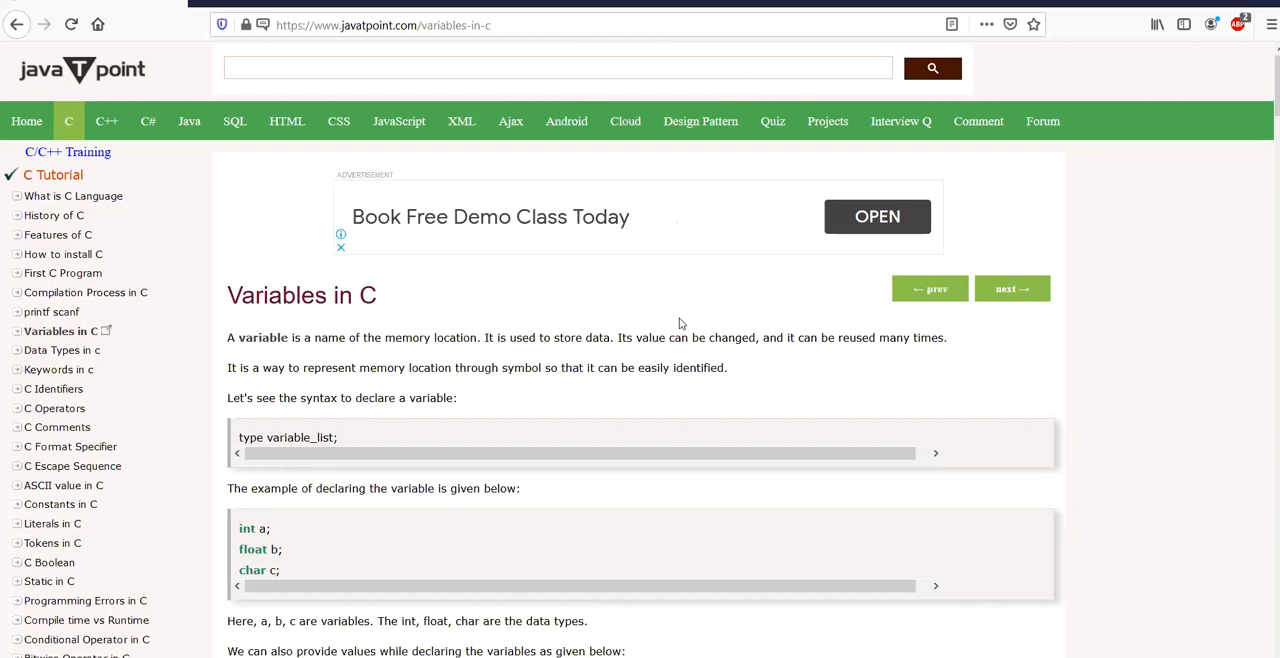 https://www.javatpoint.com/variables-in-c
ABP 2
javaTpoint
Home C C++ C# Java SQL HTML CSS JavaScript XML Ajax Android Cloud Design Pattern Quiz Projects Interview Q Comment Forum
C/C++ Training
C Tutorial
What is C Language
History of C
Features of C
How to install C
First C Program
Compilation Process in C
printf scanf
Variables in C
Data Types in c
Keywords in c
C Identifiers
C Operators
C Comments
C Format Specifier
C Escape Sequence
ASCII value in C
Constants in C
Literals in C
Tokens in C
C Boolean
Static in C
Programming Errors in C
Compile time vs Runtime
Conditional Operator in C
Bitwise Operator in C
ADVERTISEMENT
Book Free Demo Class Today
OPEN
Variables in C
← prev next →
A variable is a name of the memory location. It is used to store data. Its value can be changed, and it can be reused many times.
It is a way to represent memory location through symbol so that it can be easily identified.
Let's see the syntax to declare a variable:
type variable_list;
The example of declaring the variable is given below:
int a;
float b;
char c;
Here, a, b, c are variables. The int, float, char are the data types.
We can also provide values while declaring the variables as given below: